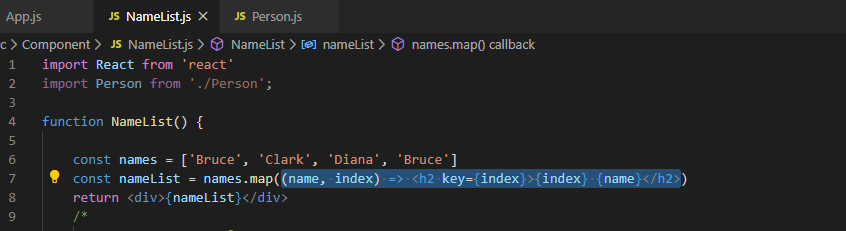 App.js JS NameList.js × JS Person.js
c > Component > JS NameList.js > NameList > nameList > names.map() callback
1 import React from 'react'
2 import Person from './Person';
3
4 function NameList() {
5
6 const names = ['Bruce', 'Clark', 'Diana', 'Bruce']
7 const nameList = names.map((name, index) => <h2 key={index}>{index} {name}</h2>)
8 return <div>{nameList}</div>
9 /*